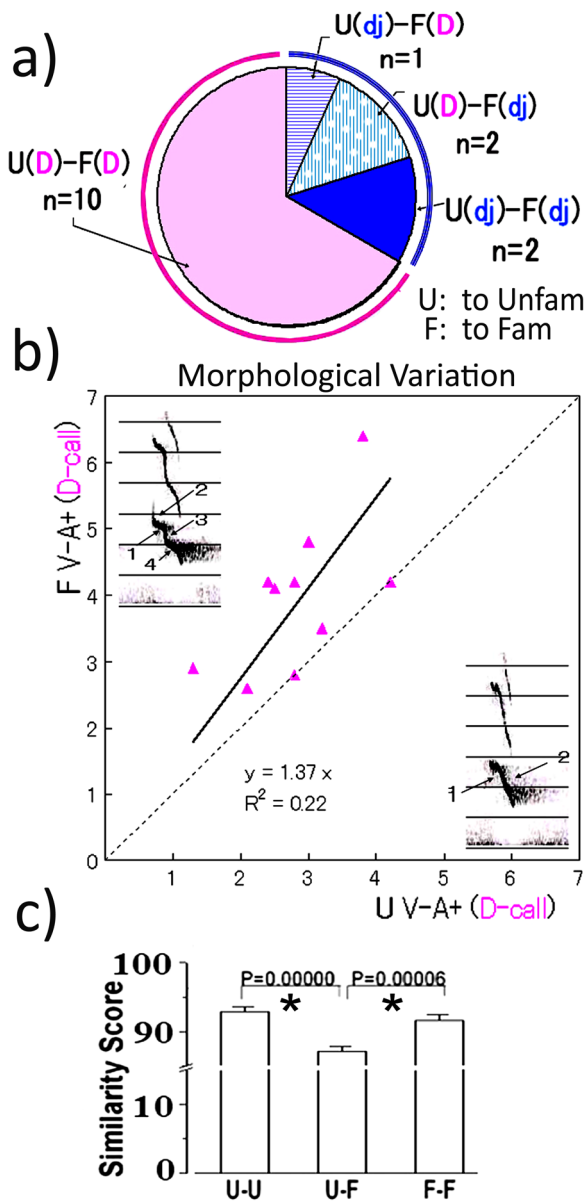 a)
U(dj)-F(D)
n=1
U(D)-F(dj)
n=2
U(D)-F(D)
n=10
U(dj)-F(dj)
n=2
U: to Unfam
F: to Fam
b)
Morphological Variation
7
6
5
4
3
2
1
0
F V-A+ (D-call)
2
1
3
4
1
2
y = 1.37 x
R² = 0.22
1 2 3 4 5 6 7
U V-A+ (D-call)
c)
Similarity Score
100
90
10
0
P=0.00000 P=0.00006
* *
U-U U-F F-F